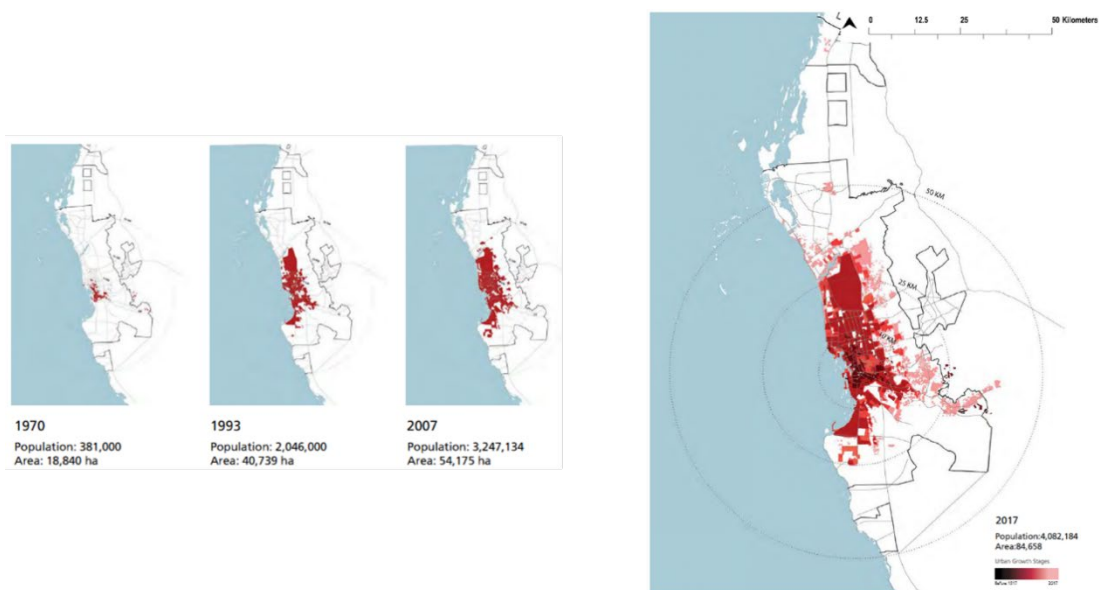 1970
Population: 381,000
Area: 18,840 ha
1993
Population: 2,046,000
Area: 40,739 ha
2007
Population: 3,247,134
Area: 54,175 ha
0 12.5 25 50 Kilometers
50 KM
25 KM
2017
Population:4,082,184
Area:84,658
Urban Growth Stages
2017